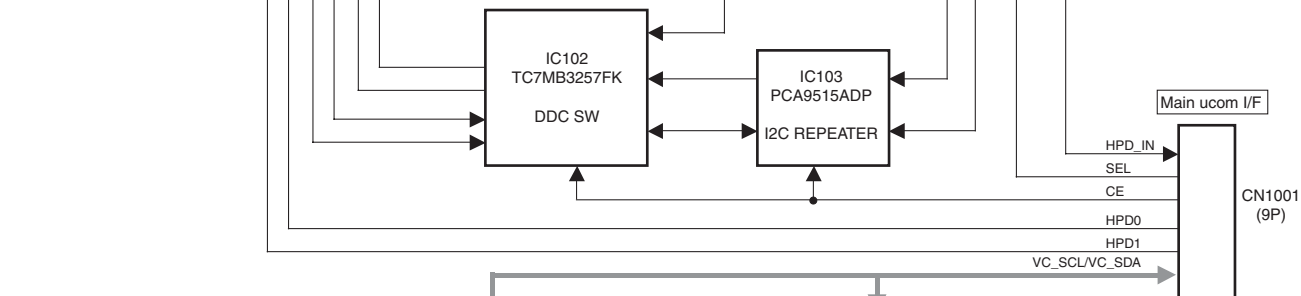 IC102
TC7MB3257FK
DDC SW
IC103
PCA9515ADP
I2C REPEATER
Main ucom I/F
HPD_IN
SEL
CE
HPD0
HPD1
VC_SCL/VC_SDA
CN1001
(9P)